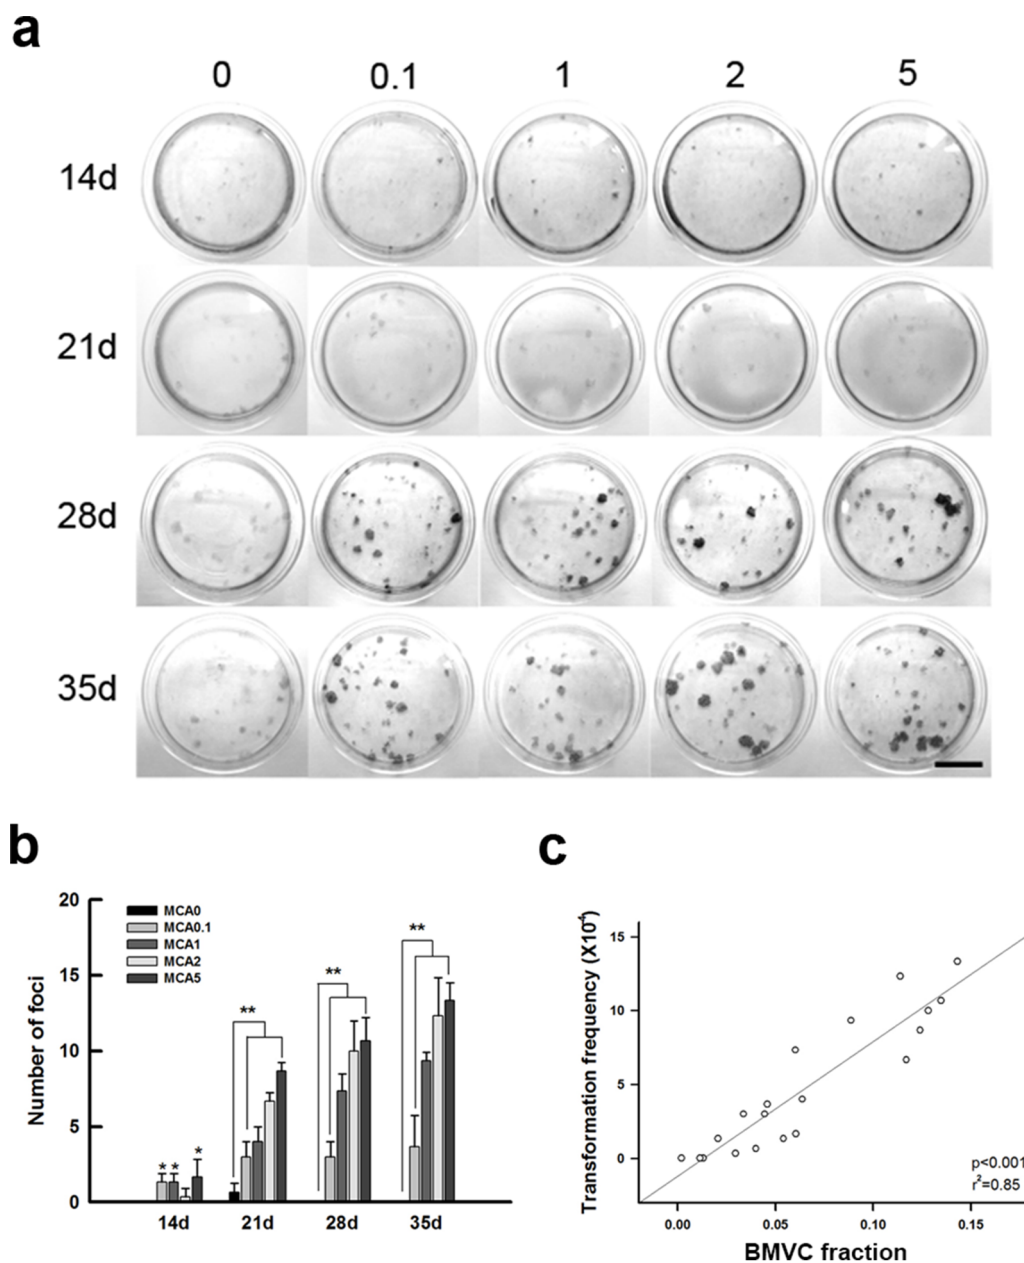 a
0 0.1 1 2 5
14d
21d
28d
35d
b
Number of foci
20
15
10
5
0
MCA0
MCA0.1
MCA1
MCA2
MCA5
* * *
**
**
**
14d 21d 28d 35d
c
Transformation frequency (X10⁻⁴)
15
10
5
0
p<0.001
r²=0.85
0.00 0.05 0.10 0.15
BMVC fraction